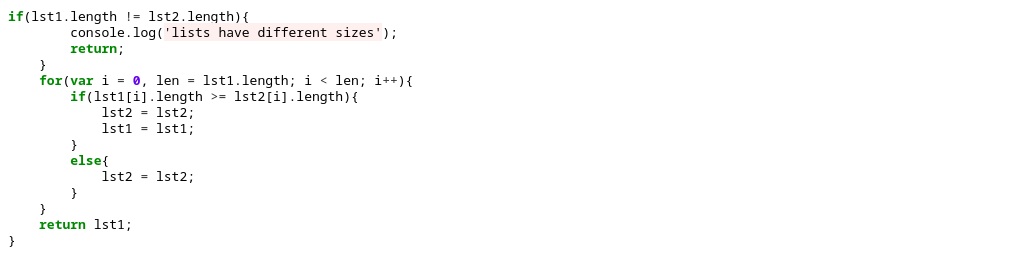 if(lst1.length != lst2.length){
        console.log('lists have different sizes');
        return;
    }
    for(var i = 0, len = lst1.length; i < len; i++){
        if(lst1[i].length >= lst2[i].length){
            lst2 = lst2;
            lst1 = lst1;
        }
        else{
            lst2 = lst2;
        }
    }
    return lst1;
}